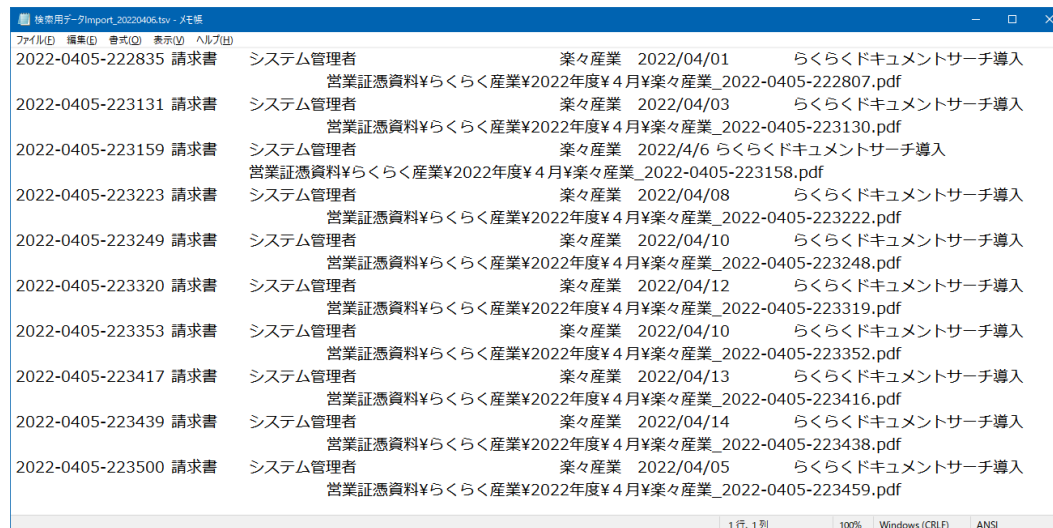 検索用データImport_20220406.tsv - メモ帳
ファイル(F) 編集(E) 書式(O) 表示(V) ヘルプ(H)
2022-0405-222835 請求書 システム管理者 楽々産業 2022/04/01 らくらくドキュメントサーチ導入
営業証憑資料¥らくらく産業¥2022年度¥４月¥楽々産業_2022-0405-222807.pdf
2022-0405-223131 請求書 システム管理者 楽々産業 2022/04/03 らくらくドキュメントサーチ導入
営業証憑資料¥らくらく産業¥2022年度¥４月¥楽々産業_2022-0405-223130.pdf
2022-0405-223159 請求書 システム管理者 楽々産業 2022/4/6 らくらくドキュメントサーチ導入
営業証憑資料¥らくらく産業¥2022年度¥４月¥楽々産業_2022-0405-223158.pdf
2022-0405-223223 請求書 システム管理者 楽々産業 2022/04/08 らくらくドキュメントサーチ導入
営業証憑資料¥らくらく産業¥2022年度¥４月¥楽々産業_2022-0405-223222.pdf
2022-0405-223249 請求書 システム管理者 楽々産業 2022/04/10 らくらくドキュメントサーチ導入
営業証憑資料¥らくらく産業¥2022年度¥４月¥楽々産業_2022-0405-223248.pdf
2022-0405-223320 請求書 システム管理者 楽々産業 2022/04/12 らくらくドキュメントサーチ導入
営業証憑資料¥らくらく産業¥2022年度¥４月¥楽々産業_2022-0405-223319.pdf
2022-0405-223353 請求書 システム管理者 楽々産業 2022/04/10 らくらくドキュメントサーチ導入
営業証憑資料¥らくらく産業¥2022年度¥４月¥楽々産業_2022-0405-223352.pdf
2022-0405-223417 請求書 システム管理者 楽々産業 2022/04/13 らくらくドキュメントサーチ導入
営業証憑資料¥らくらく産業¥2022年度¥４月¥楽々産業_2022-0405-223416.pdf
2022-0405-223439 請求書 システム管理者 楽々産業 2022/04/14 らくらくドキュメントサーチ導入
営業証憑資料¥らくらく産業¥2022年度¥４月¥楽々産業_2022-0405-223438.pdf
2022-0405-223500 請求書 システム管理者 楽々産業 2022/04/05 らくらくドキュメントサーチ導入
営業証憑資料¥らくらく産業¥2022年度¥４月¥楽々産業_2022-0405-223459.pdf
1 行, 1 列 100% Windows (CRLF) ANSI